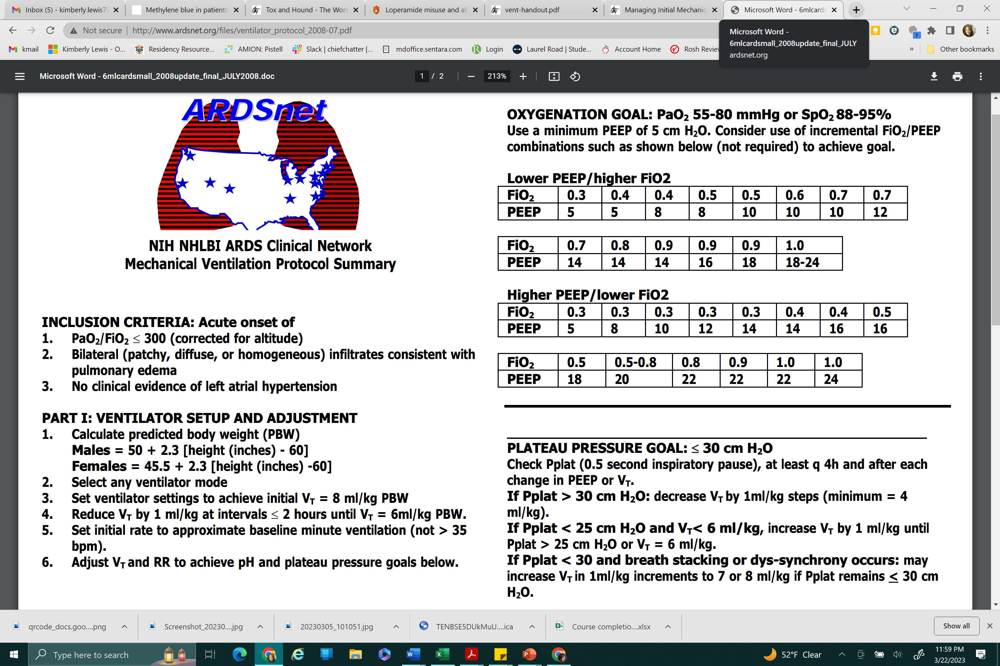 Inbox (5) - kimberly.lewis7
Methylene blue in patients
Tox and Hound - The Wors
Loperamide misuse and ab
vent-handout.pdf
Managing Initial Mechanic
Microsoft Word - 6mlcards
Not secure
http://www.ardsnet.org/files/ventilator_protocol_2008-07.pdf
Microsoft Word -
6mlcardsmall_2008update_final_JULY
ardsnet.org
kmail
Kimberly Lewis - O...
Residency Resource...
AMION: Pistell
Slack | chiefchatter |...
mdoffice.sentara.com
Login
Laurel Road | Stude...
Account Home
Rosh Review
»
Other bookmarks
Microsoft Word - 6mlcardsmall_2008update_final_JULY2008.doc
1 / 2
213%
ARDSnet
NIH NHLBI ARDS Clinical Network
Mechanical Ventilation Protocol Summary
INCLUSION CRITERIA: Acute onset of
1. PaO₂/FiO₂ ≤ 300 (corrected for altitude)
2. Bilateral (patchy, diffuse, or homogeneous) infiltrates consistent with
pulmonary edema
3. No clinical evidence of left atrial hypertension
PART I: VENTILATOR SETUP AND ADJUSTMENT
1. Calculate predicted body weight (PBW)
Males = 50 + 2.3 [height (inches) - 60]
Females = 45.5 + 2.3 [height (inches) -60]
2. Select any ventilator mode
3. Set ventilator settings to achieve initial VT = 8 ml/kg PBW
4. Reduce VT by 1 ml/kg at intervals ≤ 2 hours until VT = 6ml/kg PBW.
5. Set initial rate to approximate baseline minute ventilation (not > 35
bpm).
6. Adjust VT and RR to achieve pH and plateau pressure goals below.
OXYGENATION GOAL: PaO₂ 55-80 mmHg or SpO₂ 88-95%
Use a minimum PEEP of 5 cm H₂O. Consider use of incremental FiO₂/PEEP
combinations such as shown below (not required) to achieve goal.
Lower PEEP/higher FiO2
FiO₂ 0.3 0.4 0.4 0.5 0.5 0.6 0.7 0.7
PEEP 5 5 8 8 10 10 10 12
FiO₂ 0.7 0.8 0.9 0.9 0.9 1.0
PEEP 14 14 14 16 18 18-24
Higher PEEP/lower FiO2
FiO₂ 0.3 0.3 0.3 0.3 0.3 0.4 0.4 0.5
PEEP 5 8 10 12 14 14 16 16
FiO₂ 0.5 0.5-0.8 0.8 0.9 1.0 1.0
PEEP 18 20 22 22 22 24
PLATEAU PRESSURE GOAL: ≤ 30 cm H₂O
Check Pplat (0.5 second inspiratory pause), at least q 4h and after each
change in PEEP or VT.
If Pplat > 30 cm H₂O: decrease VT by 1ml/kg steps (minimum = 4
ml/kg).
If Pplat < 25 cm H₂O and VT< 6 ml/kg, increase VT by 1 ml/kg until
Pplat > 25 cm H₂O or VT = 6 ml/kg.
If Pplat < 30 and breath stacking or dys-synchrony occurs: may
increase VT in 1ml/kg increments to 7 or 8 ml/kg if Pplat remains ≤ 30 cm
H₂O.
qrcode_docs.goo....png
Screenshot_20230....jpg
20230305_101051.jpg
TENBSE5DUkMuU....ica
Course completio....xlsx
Show all
Type here to search
52°F Clear
11:59 PM
3/22/2023